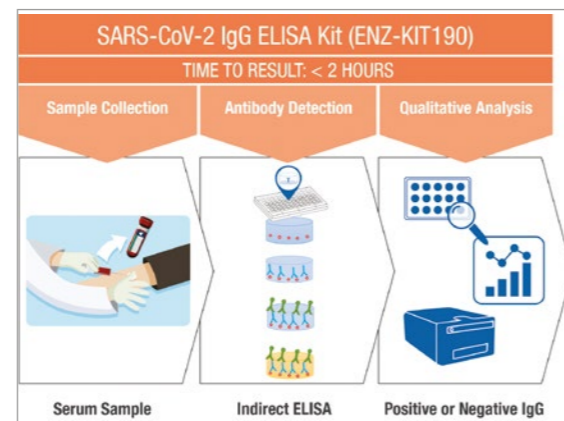 SARS-CoV-2 IgG ELISA Kit (ENZ-KIT190)
TIME TO RESULT: < 2 HOURS
Sample Collection
Antibody Detection
Qualitative Analysis
Serum Sample
Indirect ELISA
Positive or Negative IgG